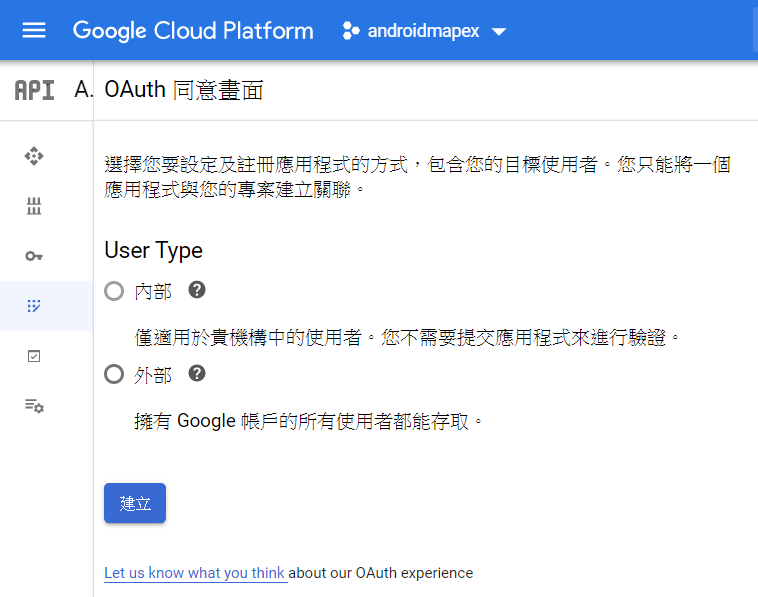 Google Cloud Platform androidmapex
API A. OAuth 同意畫面
選擇您要設定及註冊應用程式的方式，包含您的目標使用者。您只能將一個
應用程式與您的專案建立關聯。
User Type
內部
僅適用於貴機構中的使用者。您不需要提交應用程式來進行驗證。
外部
擁有 Google 帳戶的所有使用者都能存取。
建立
Let us know what you think about our OAuth experience